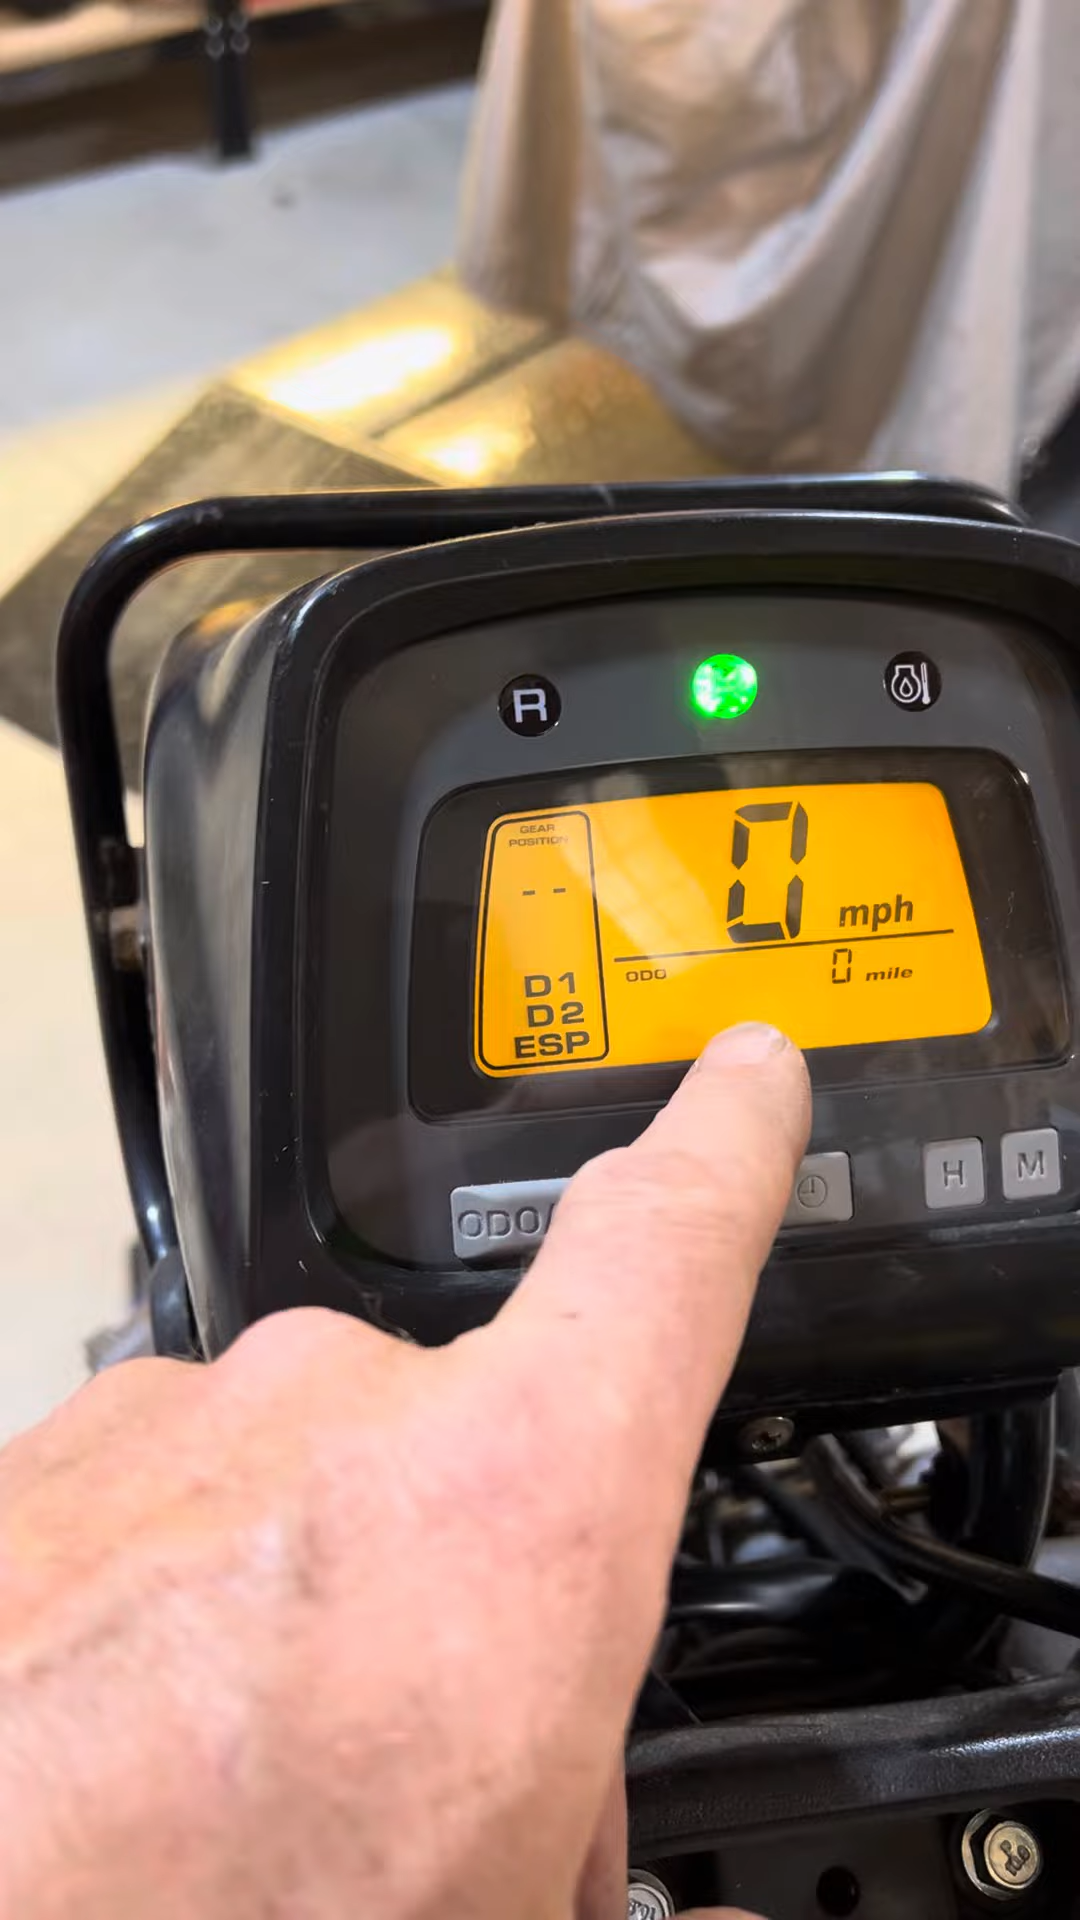 R
GEAR
POSITION
--
D1
D2
ESP
0 mph
ODO 0 mile
ODO/
H
M